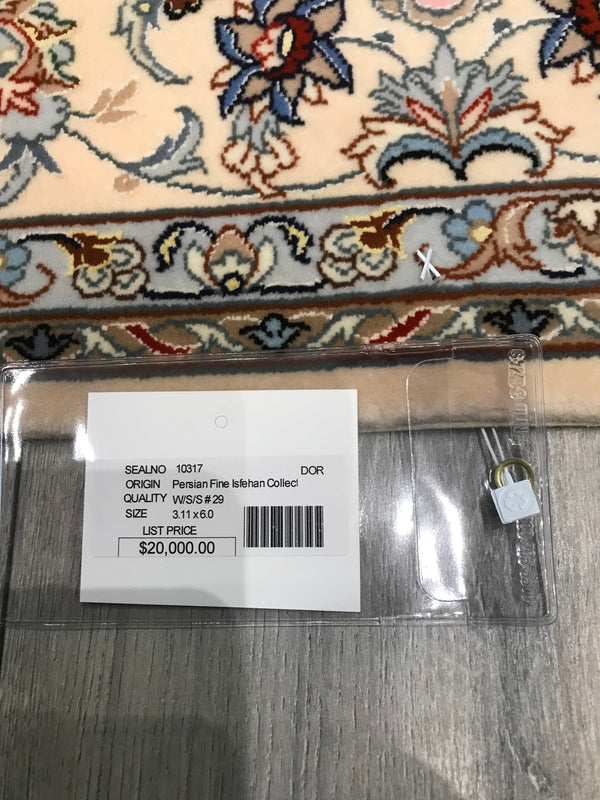 SEALNO 10317 DOR
ORIGIN Persian Fine Isfehan Collect
QUALITY W/S/S # 29
SIZE 3.11 x 6.0
LIST PRICE
$20,000.00